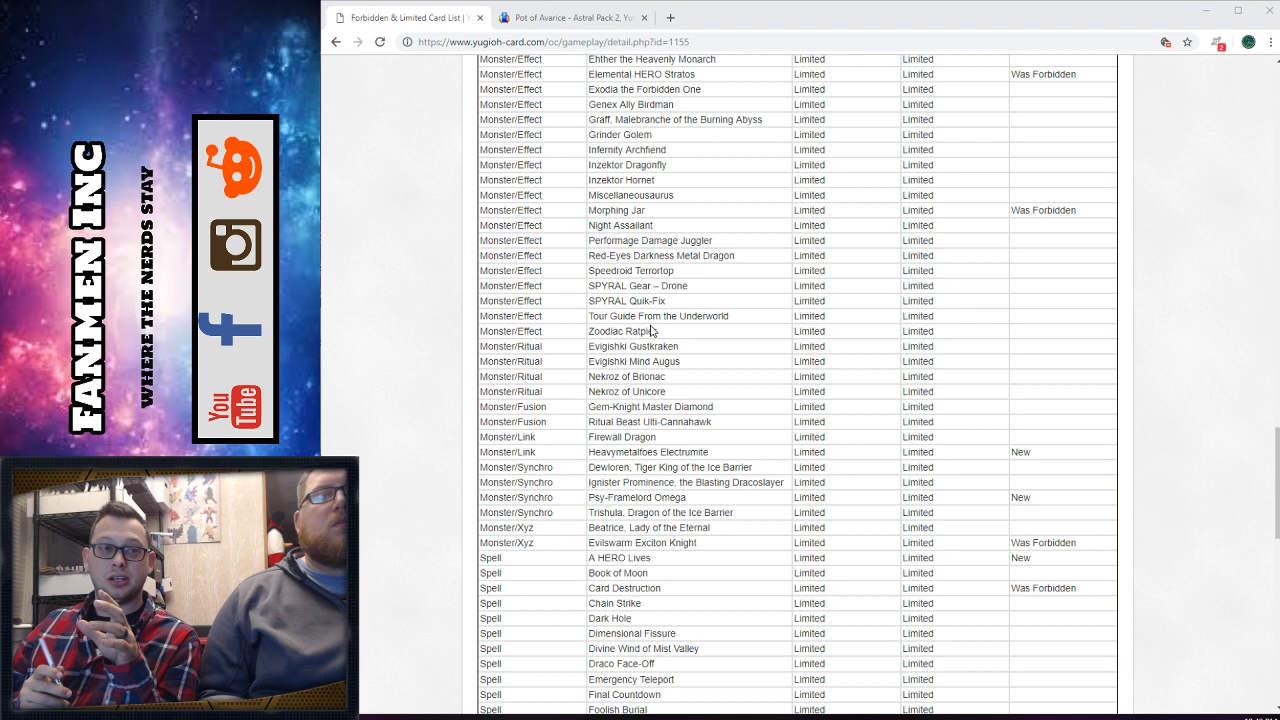 Forbidden & Limited Card List | Y
Pot of Avarice - Astral Pack 2, Yu
https://www.yugioh-card.com/oc/gameplay/detail.php?id=1155
2
FANMEN INC
WHERE THE NERDS STAY
You
Tube
Monster/Effect Ehther the Heavenly Monarch Limited Limited
Monster/Effect Elemental HERO Stratos Limited Limited Was Forbidden
Monster/Effect Exodia the Forbidden One Limited Limited
Monster/Effect Genex Ally Birdman Limited Limited
Monster/Effect Graff, Malebranche of the Burning Abyss Limited Limited
Monster/Effect Grinder Golem Limited Limited
Monster/Effect Infernity Archfiend Limited Limited
Monster/Effect Inzektor Dragonfly Limited Limited
Monster/Effect Inzektor Hornet Limited Limited
Monster/Effect Miscellaneousaurus Limited Limited
Monster/Effect Morphing Jar Limited Limited Was Forbidden
Monster/Effect Night Assailant Limited Limited
Monster/Effect Performage Damage Juggler Limited Limited
Monster/Effect Red-Eyes Darkness Metal Dragon Limited Limited
Monster/Effect Speedroid Terrortop Limited Limited
Monster/Effect SPYRAL Gear – Drone Limited Limited
Monster/Effect SPYRAL Quik-Fix Limited Limited
Monster/Effect Tour Guide From the Underworld Limited Limited
Monster/Effect Zoodiac Limited Limited
Monster/Ritual Evigishki Gustkraken Limited Limited
Monster/Ritual Evigishki Mind Augus Limited Limited
Monster/Ritual Nekroz of Brionac Limited Limited
Monster/Ritual Nekroz of Unicore Limited Limited
Monster/Fusion Gem-Knight Master Diamond Limited Limited
Monster/Fusion Ritual Beast Ulti-Cannahawk Limited Limited
Monster/Link Firewall Dragon Limited Limited
Monster/Link Heavymetalfoes Electrumite Limited Limited New
Monster/Synchro Dewloren, Tiger King of the Ice Barrier Limited Limited
Monster/Synchro Ignister Prominence, the Blasting Dracoslayer Limited Limited
Monster/Synchro Psy-Framelord Omega Limited Limited New
Monster/Synchro Trishula, Dragon of the Ice Barrier Limited Limited
Monster/Xyz Beatrice, Lady of the Eternal Limited Limited
Monster/Xyz Evilswarm Exciton Knight Limited Limited Was Forbidden
Spell A HERO Lives Limited Limited New
Spell Book of Moon Limited Limited
Spell Card Destruction Limited Limited Was Forbidden
Spell Chain Strike Limited Limited
Spell Dark Hole Limited Limited
Spell Dimensional Fissure Limited Limited
Spell Divine Wind of Mist Valley Limited Limited
Spell Draco Face-Off Limited Limited
Spell Emergency Teleport Limited Limited
Spell Final Countdown Limited Limited
Spell Foolish Burial Limited Limited